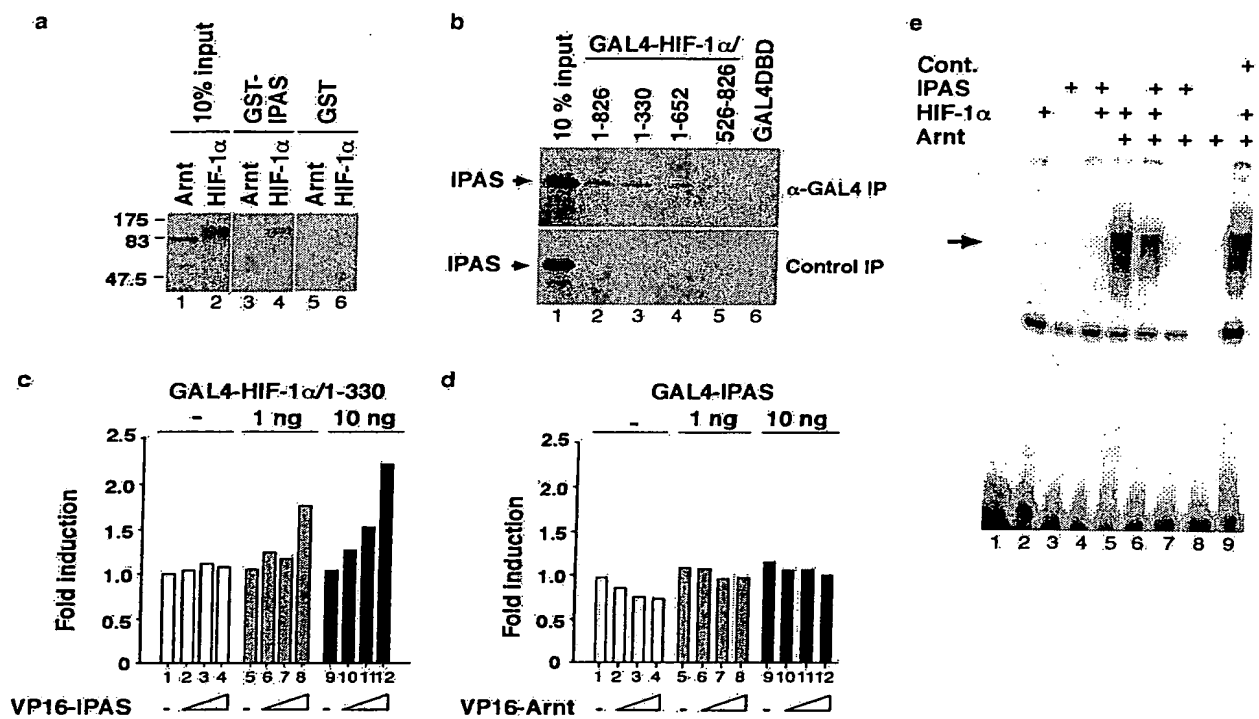 a
10% input
GST-IPAS
GST
Arnt
HIF-1α
Arnt
HIF-1α
Arnt
HIF-1α
175
83
47.5
1 2 3 4 5 6
b
GAL4-HIF-1α/
10 % input
1-826
1-330
1-652
526-826
GAL4DBD
IPAS
α-GAL4 IP
IPAS
Control IP
1 2 3 4 5 6
e
Cont. +
IPAS + + + +
HIF-1α + + + + +
Arnt + + + + +
1 2 3 4 5 6 7 8 9
c
GAL4-HIF-1α/1-330
- 1 ng 10 ng
Fold induction
2.5
2.0
1.5
1.0
0.5
0
1 2 3 4 5 6 7 8 9 10 11 12
VP16-IPAS - - -
d
GAL4-IPAS
- 1 ng 10 ng
Fold induction
2.5
2.0
1.5
1.0
0.5
0
1 2 3 4 5 6 7 8 9 10 11 12
VP16-Arnt - - -